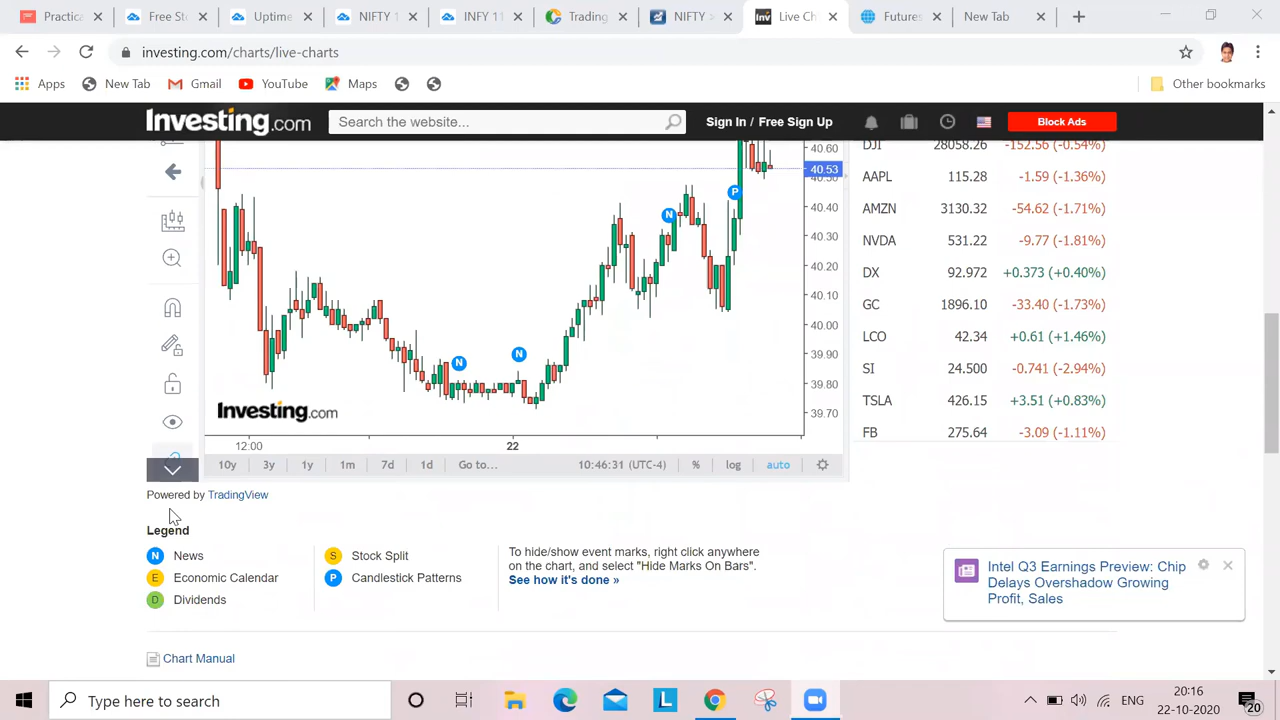 Practica
Free Sto
Uptime
NIFTY 1
INFY 11
Trading
NIFTY
Inv
Live Ch
Futures
New Tab
investing.com/charts/live-charts
Apps
New Tab
Gmail
YouTube
Maps
Other bookmarks
Investing.com
Search the website...
Sign In / Free Sign Up
Block Ads
40.60
40.53
40.40
40.30
40.20
40.10
40.00
39.90
39.80
39.70
P
N
N
N
Investing.com
12:00
22
10y
3y
1y
1m
7d
1d
Go to...
10:46:31 (UTC-4)
%
log
auto
DJI 28058.26 -152.56 (-0.54%)
AAPL 115.28 -1.59 (-1.36%)
AMZN 3130.32 -54.62 (-1.71%)
NVDA 531.22 -9.77 (-1.81%)
DX 92.972 +0.373 (+0.40%)
GC 1896.10 -33.40 (-1.73%)
LCO 42.34 +0.61 (+1.46%)
SI 24.500 -0.741 (-2.94%)
TSLA 426.15 +3.51 (+0.83%)
FB 275.64 -3.09 (-1.11%)
Powered by TradingView
Legend
N News
E Economic Calendar
D Dividends
S Stock Split
P Candlestick Patterns
To hide/show event marks, right click anywhere
on the chart, and select "Hide Marks On Bars".
See how it's done »
Intel Q3 Earnings Preview: Chip
Delays Overshadow Growing
Profit, Sales
Chart Manual
Type here to search
L
ENG
20:16
22-10-2020
20